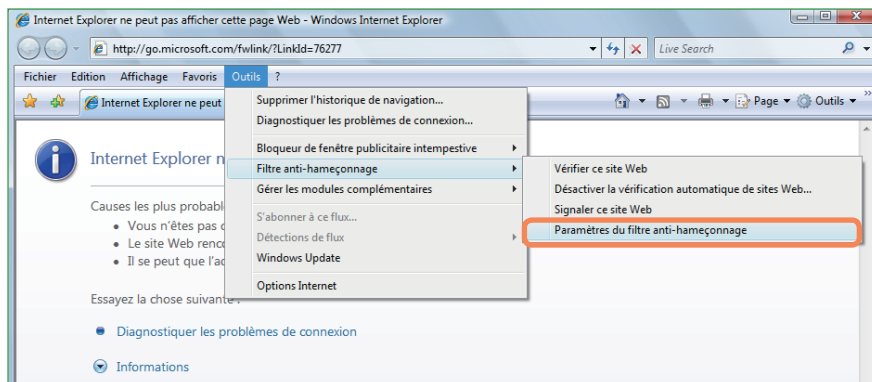 Internet Explorer ne peut pas afficher cette page Web - Windows Internet Explorer
http://go.microsoft.com/fwlink/?LinkId=76277
Live Search
Fichier Edition Affichage Favoris Outils ?
Internet Explorer ne peut
Page Outils
Supprimer l'historique de navigation...
Diagnostiquer les problèmes de connexion...
Bloqueur de fenêtre publicitaire intempestive
Filtre anti-hameçonnage
Gérer les modules complémentaires
S'abonner à ce flux...
Détections de flux
Windows Update
Options Internet
Vérifier ce site Web
Désactiver la vérification automatique de sites Web...
Signaler ce site Web
Paramètres du filtre anti-hameçonnage
Internet Explorer n
Causes les plus probabl
Vous n'êtes pas c
Le site Web renc
Il se peut que l'ac
Essayez la chose suivante :
Diagnostiquer les problèmes de connexion
Informations